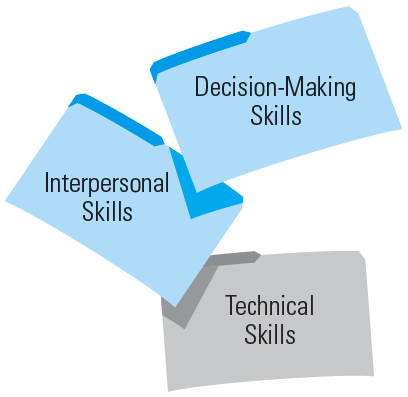 Decision-Making
Skills
Interpersonal
Skills
Technical
Skills